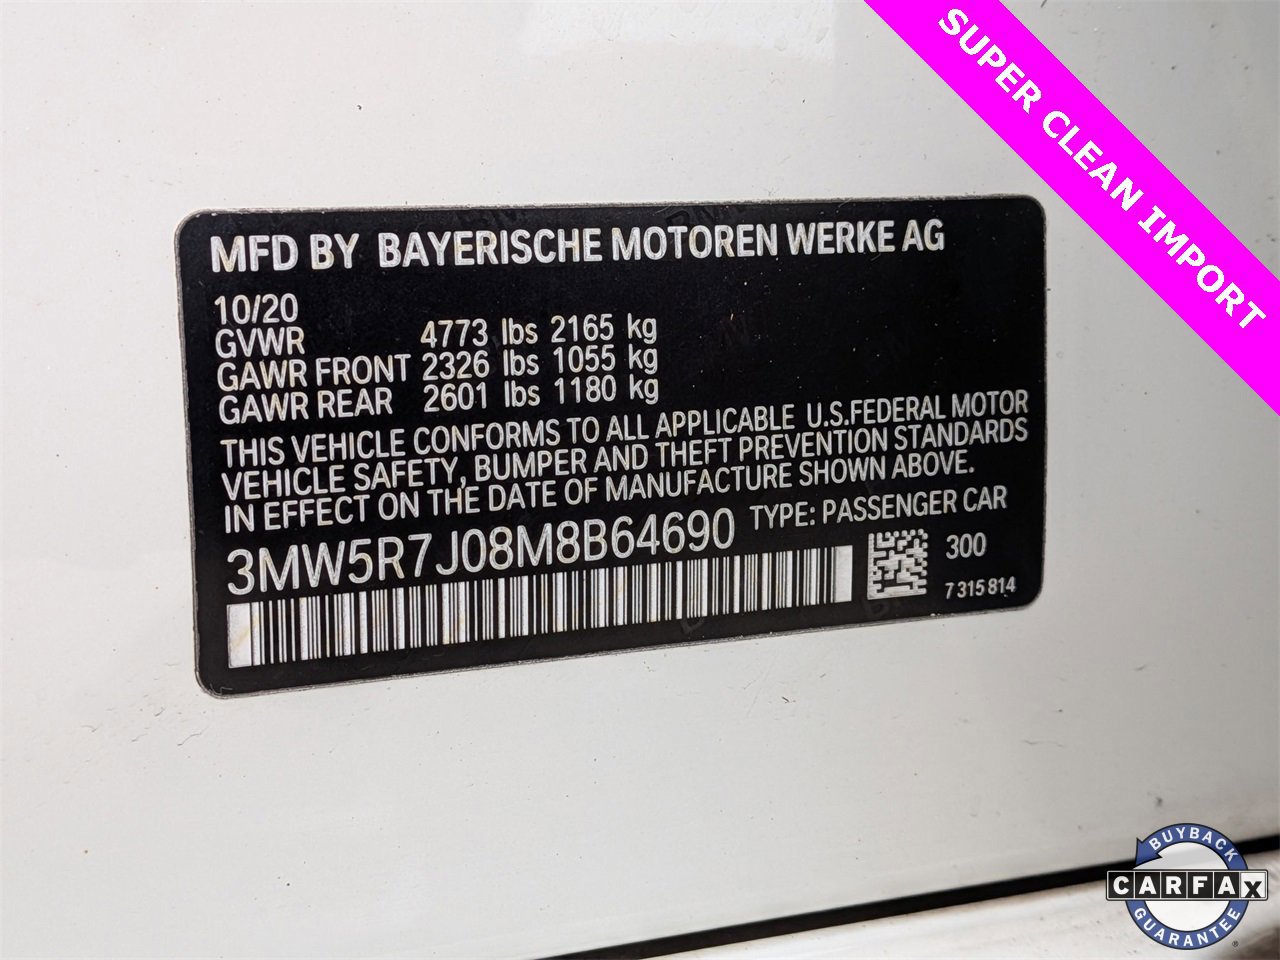 SUPER CLEAN IMPORT
MFD BY BAYERISCHE MOTOREN WERKE AG
10/20
GVWR 4773 lbs 2165 kg
GAWR FRONT 2326 lbs 1055 kg
GAWR REAR 2601 lbs 1180 kg
THIS VEHICLE CONFORMS TO ALL APPLICABLE U.S.FEDERAL MOTOR
VEHICLE SAFETY, BUMPER AND THEFT PREVENTION STANDARDS
IN EFFECT ON THE DATE OF MANUFACTURE SHOWN ABOVE.
3MW5R7J08M8B64690 TYPE: PASSENGER CAR
300
7315814
BUYBACK
CARFAX
GUARANTEE